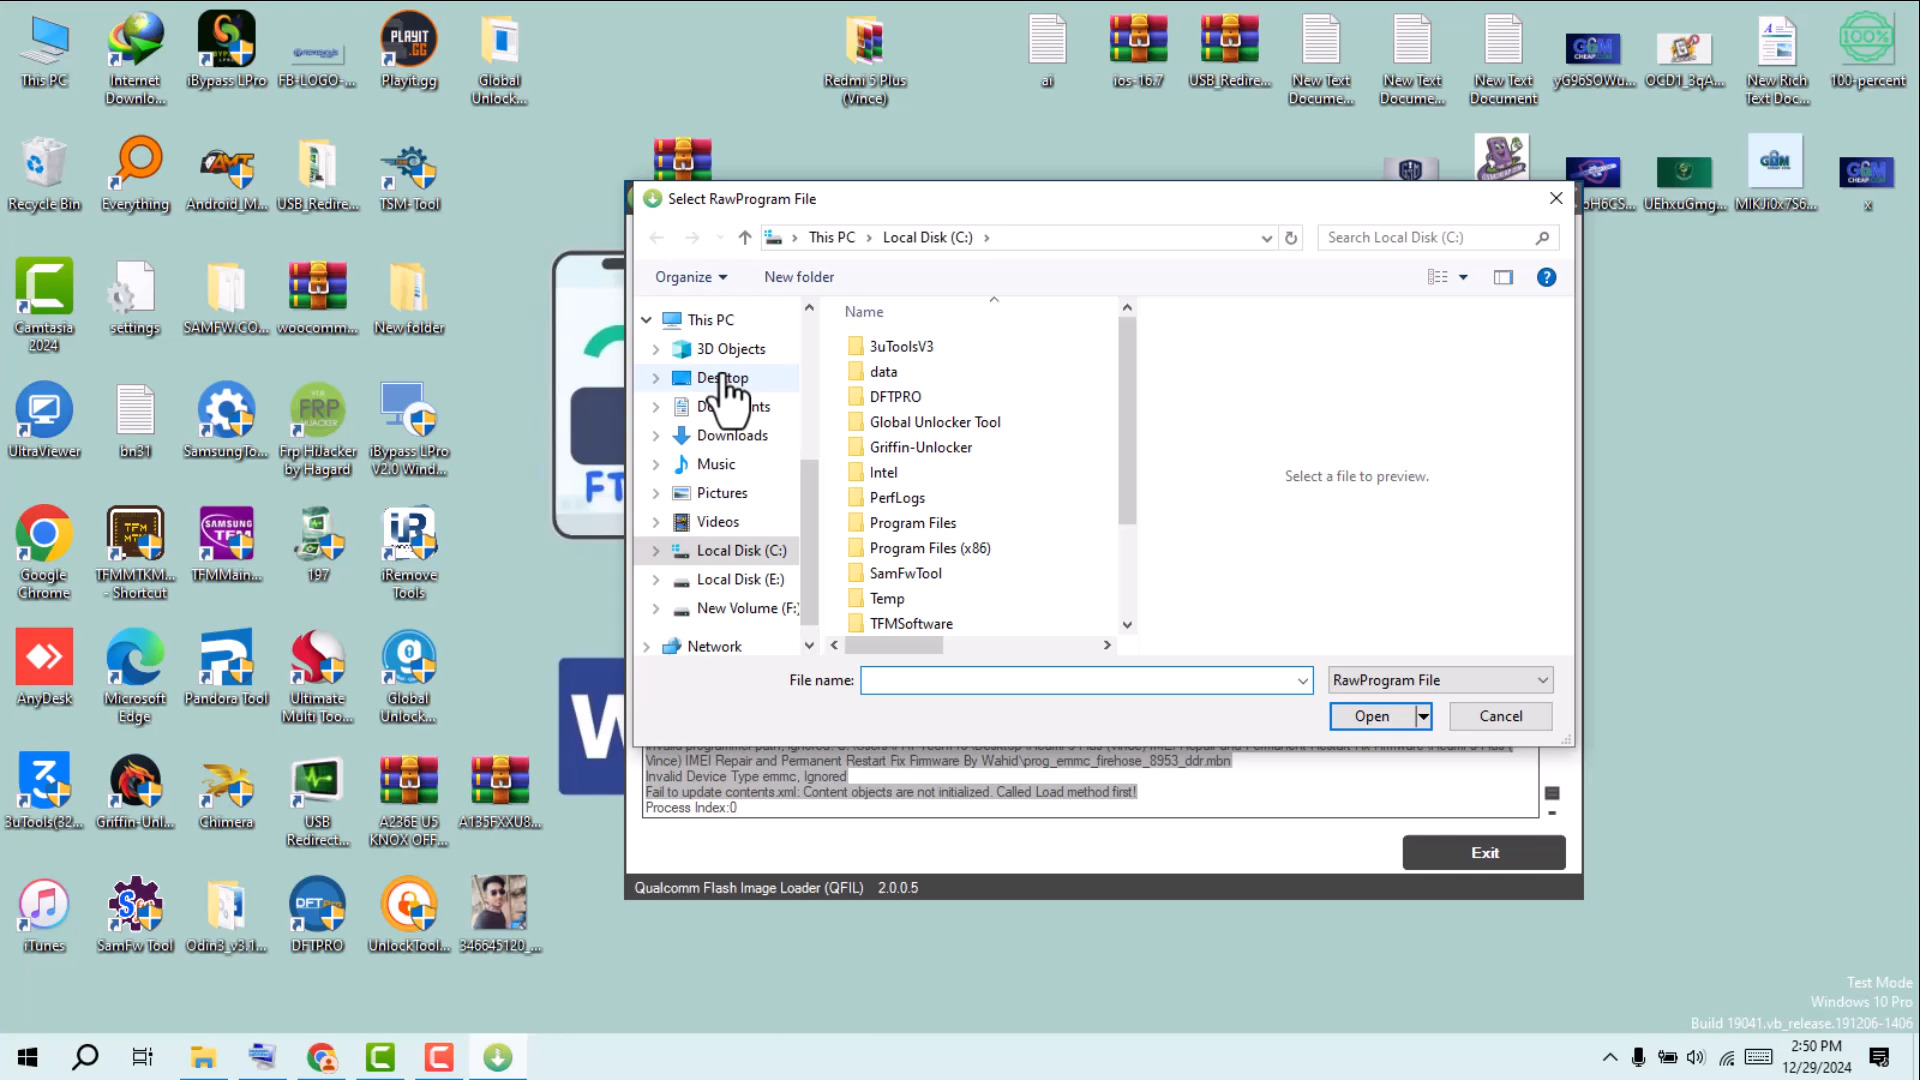 This PC
Internet Downlo...
iBypass LPro
FB-LOGO-...
Playit.gg
Global Unlock...
Redmi 5 Plus (Vince)
ai
ios-16.7
USB_Redire...
New Text Docume...
New Text Docume...
New Text Document
yG96SOWu...
OCD1_3qA...
New Rich Text Doc...
100-percent
PLAYIT GG
100%
Recycle Bin
Everything
Android_M...
USB_Redire...
TSM-Tool
UEhxuGmg...
MlKJi0x7S6...
x
Select RawProgram File
This PC
Local Disk (C:)
Search Local Disk (C:)
Organize
New folder
This PC
3D Objects
Desktop
Downloads
Music
Pictures
Videos
Local Disk (C:)
Local Disk (E:)
New Volume (F:)
Network
Name
3uToolsV3
data
DFTPRO
Global Unlocker Tool
Griffin-Unlocker
Intel
PerfLogs
Program Files
Program Files (x86)
SamFwTool
Temp
TFMSoftware
Select a file to preview.
File name:
RawProgram File
Open
Cancel
Vince) IMEI Repair and Permanent Restart Fix Firmware By Wahid\prog_emmc_firehose_8953_ddr.mbn
Invalid Device Type emmc, Ignored
Fail to update contents.xml: Content objects are not initialized. Called Load method first!
Process Index:0
Exit
Qualcomm Flash Image Loader (QFIL) 2.0.0.5
Camtasia 2024
settings
SAMFW.CO...
woocomm...
New folder
UltraViewer
bn31
SamsungTo...
Frp HiJacker by Hagard
iBypass LPro V2.0 Wind...
FRP
Google Chrome
TFMMTKM... - Shortcut
TFMMain...
197
iRemove Tools
AnyDesk
Microsoft Edge
Pandora Tool
Ultimate Multi Too...
Global Unlock...
3uTools(32...
Griffin-Unl...
Chimera
USB Redirect...
A236E U5 KNOX OFF...
A135FXXU8...
iTunes
SamFw Tool
Odin3_v3.1...
DFTPRO
UnlockTool...
346645120_...
Test Mode
Windows 10 Pro
Build 19041.vb_release.191206-1406
2:50 PM
12/29/2024